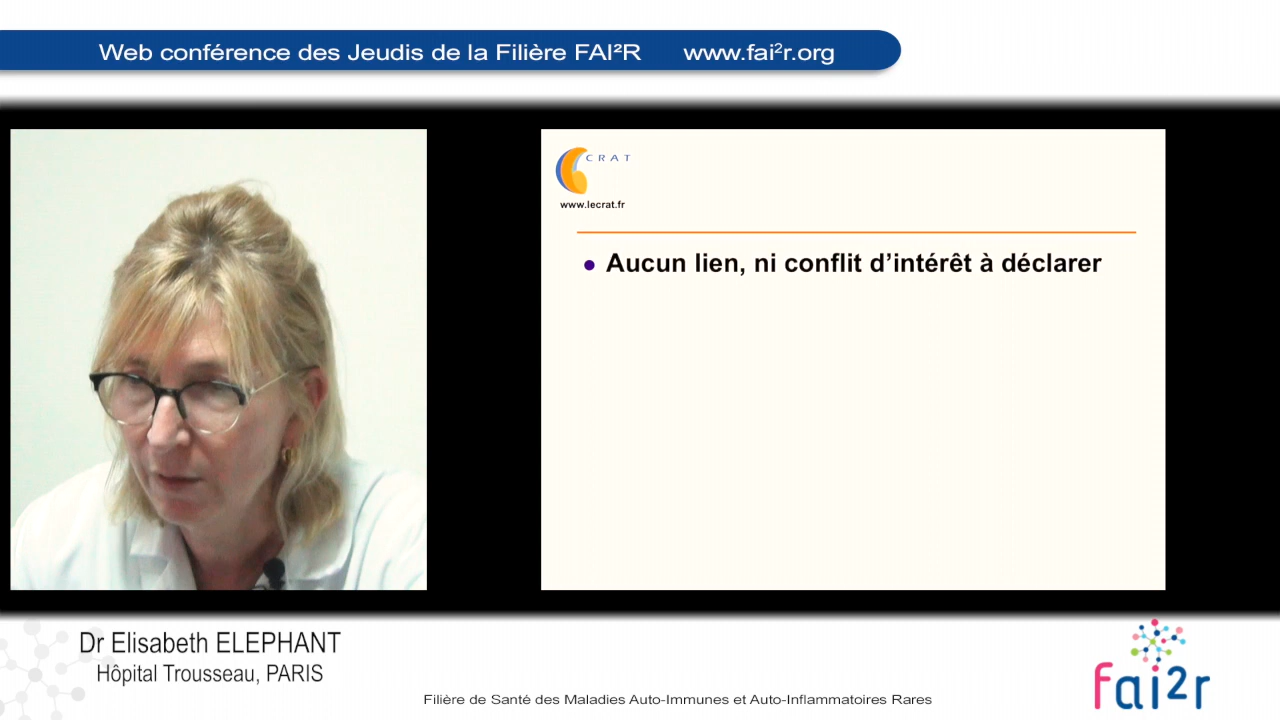 Web conférence des Jeudis de la Filière FAI²R www.fai²r.org
CRAT
www.lecrat.fr
● Aucun lien, ni conflit d’intérêt à déclarer
Dr Elisabeth ELEPHANT
Hôpital Trousseau, PARIS
Filière de Santé des Maladies Auto-Immunes et Auto-Inflammatoires Rares
fai2r